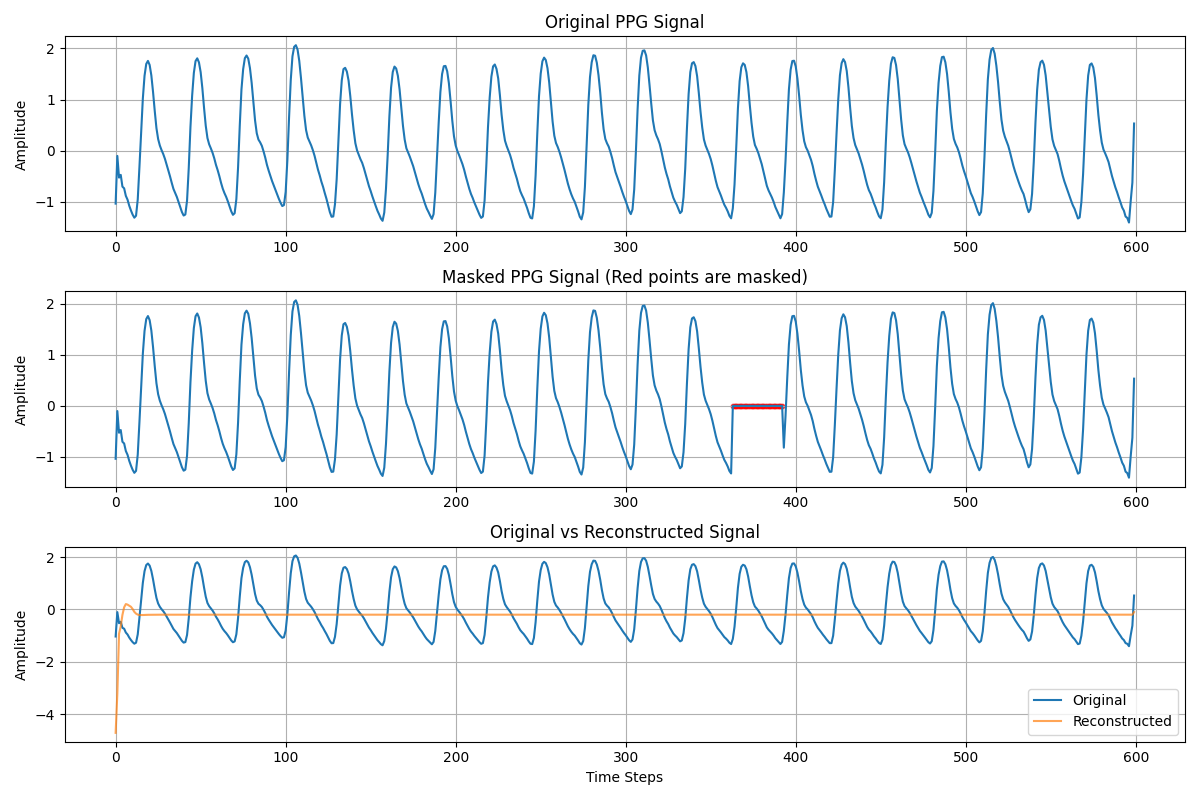 Original PPG Signal
Amplitude
2
1
0
−1
0 100 200 300 400 500 600
Masked PPG Signal (Red points are masked)
Amplitude
2
1
0
−1
0 100 200 300 400 500 600
Original vs Reconstructed Signal
Amplitude
2
0
−2
−4
Original
Reconstructed
0 100 200 300 400 500 600
Time Steps